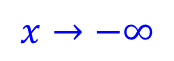 x → −∞